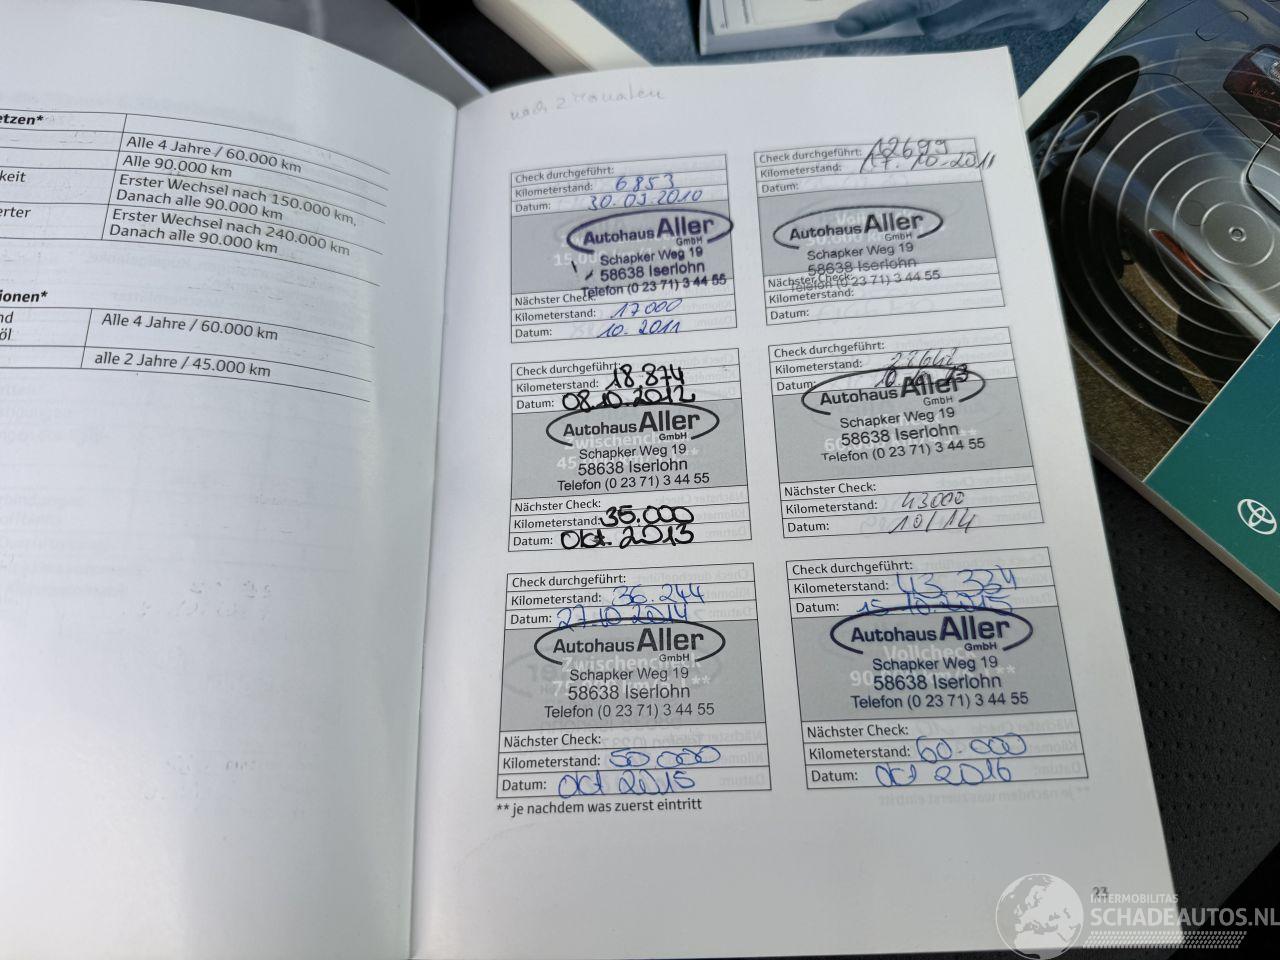 etzen*
Alle 4 Jahre / 60.000 km
Alle 90.000 km
keit
Erster Wechsel nach 150.000 km,
Danach alle 90.000 km
erter
Erster Wechsel nach 240.000 km
Danach alle 90.000 km
ionen*
nd
öl
Alle 4 Jahre / 60.000 km
alle 2 Jahre / 45.000 km
nach 2 Monaten
Check durchgeführt:
Kilometerstand: 6853
Datum: 30.09.2010
Autohaus Aller
GmbH
Schapker Weg 19
58638 Iserlohn
Telefon (0 23 71) 3 44 55
Nächster Check:
Kilometerstand: 17000
Datum: 10. 2011
Check durchgeführt: 12699
Kilometerstand: 17.10.2011
Datum:
Autohaus Aller
GmbH
Schapker Weg 19
58638 Iserlohn
Telefon (0 23 71) 3 44 55
Nächster Check:
Kilometerstand:
Datum:
Check durchgeführt:
Kilometerstand: 18.874
Datum: 08.10.2012
Autohaus Aller
GmbH
Zwischencheck
Schapker Weg 19
58638 Iserlohn
Telefon (0 23 71) 3 44 55
Nächster Check:
Kilometerstand: 35.000
Datum: Okt. 2013
Check durchgeführt:
Kilometerstand:
Datum:
Autohaus Aller
GmbH
Schapker Weg 19
58638 Iserlohn
Telefon (0 23 71) 3 44 55
Nächster Check:
Kilometerstand: 43000
Datum: 10/14
Check durchgeführt:
Kilometerstand: 36.244
Datum: 27.10.2014
Autohaus Aller
GmbH
Zwischencheck
Schapker Weg 19
58638 Iserlohn
Telefon (0 23 71) 3 44 55
Nächster Check:
Kilometerstand: 50.000
Datum: Okt 2015
Check durchgeführt:
Kilometerstand: 43.334
Datum: 15.10.2015
Autohaus Aller
GmbH
Vollcheck
Schapker Weg 19
58638 Iserlohn
Telefon (0 23 71) 3 44 55
Nächster Check:
Kilometerstand: 60.000
Datum: Okt 2016
** je nachdem was zuerst eintritt
23
INTERMOBILITAS
SCHADEAUTOS.NL